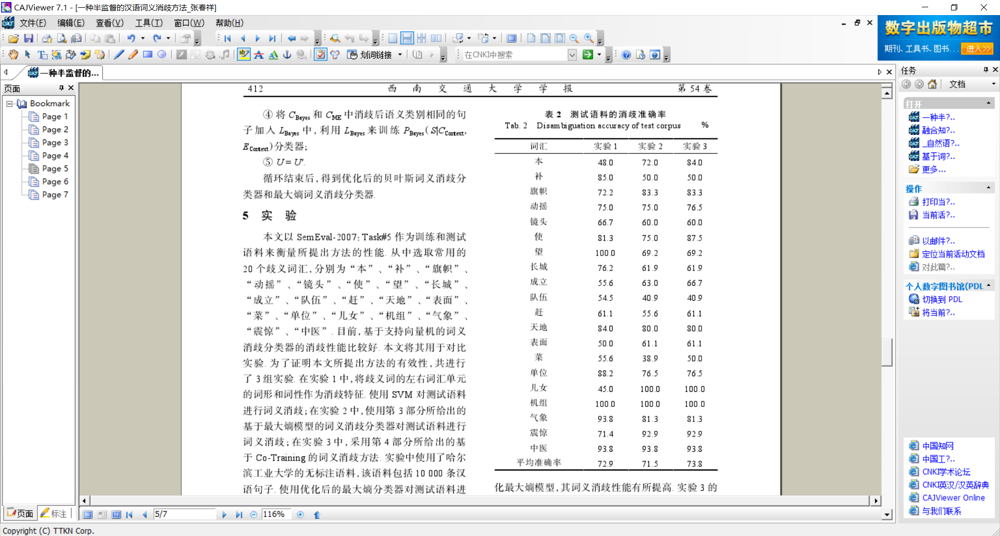 CAJViewer 7.1 - [一种半监督的汉语词义消歧方法_张春祥]
文件(F) 编辑(E) 查看(V) 工具(T) 窗口(W) 帮助(H)
数字出版物超市
期刊、工具书、图书... 进入>>
划词链接 在CNKI中搜索
一种半监督的...
页面
Bookmark
Page 1
Page 2
Page 3
Page 4
Page 5
Page 6
Page 7
412 西 南 交 通 大 学 学 报 第 54 卷
④ 将 CBayes 和 CME 中消歧后语义类别相同的句
子加入 LBayes 中, 利用 LBayes 来训练 PBayes( S|CContext,
EContext)分类器;
⑤ U= U′.
循环结束后, 得到优化后的贝叶斯词义消歧分
类器和最大熵词义消歧分类器.
5 实 验
本文以 SemEval-2007: Task#5 作为训练和测试
语料来衡量所提出方法的性能. 从中选取常用的
20 个歧义词汇, 分别为“本”、“补”、“旗帜”、
“动摇”、“镜头”、“使”、“望”、“长城”、
“成立”、“队伍”、“赶”、“天地”、“表面”、
“菜”、“单位”、“儿女”、“机组”、“气象”、
“震惊”、“中医”. 目前, 基于支持向量机的词义
消歧分类器的消歧性能比较好. 本文将其用于对比
实验. 为了证明本文所提出方法的有效性, 共进行
了 3 组实验. 在实验 1 中, 将歧义词的左右词汇单元
的词形和词性作为消歧特征. 使用 SVM 对测试语料
进行词义消歧; 在实验 2 中, 使用第 3 部分所给出的
基于最大熵模型的词义消歧分类器对测试语料进行
词义消歧; 在实验 3 中, 采用第 4 部分所给出的基
于 Co-Training 的词义消歧方法. 实验中使用了哈尔
滨工业大学的无标注语料, 该语料包括 10 000 条汉
语句子. 使用优化后的最大熵分类器对测试语料进
表 2 测试语料的消歧准确率
Tab. 2 Disambiguation accuracy of test corpus %
词汇 实验 1 实验 2 实验 3
本 48.0 72.0 84.0
补 85.0 50.0 50.0
旗帜 72.2 83.3 83.3
动摇 75.0 75.0 76.5
镜头 66.7 60.0 60.0
使 81.3 75.0 87.5
望 100.0 69.2 69.2
长城 76.2 61.9 61.9
成立 55.6 63.0 66.7
队伍 54.5 40.9 40.9
赶 61.1 55.6 61.1
天地 84.0 80.0 80.0
表面 50.0 61.1 61.1
菜 55.6 38.9 50.0
单位 88.2 76.5 76.5
儿女 45.0 100.0 100.0
机组 100.0 100.0 100.0
气象 93.8 81.3 81.3
震惊 71.4 92.9 92.9
中医 93.8 93.8 93.8
平均准确率 72.9 71.5 73.8
化最大熵模型, 其词义消歧性能有所提高. 实验 3 的
任务
文档
打开
一种半?..
融合知?..
_自然语?..
基于词?..
更多...
操作
打印当?..
当前活?..
以邮件?..
定位当前活动文档
对此篇?..
个人数字图书馆(PDL
切换到 PDL
将当前?..
中国知网
中国工?..
CNKI学术论坛
CNKI英汉/汉英辞典
CAJViewer Online
与我们联系
页面 标注
5/7 116%
Copyright (C) TTKN Corp.